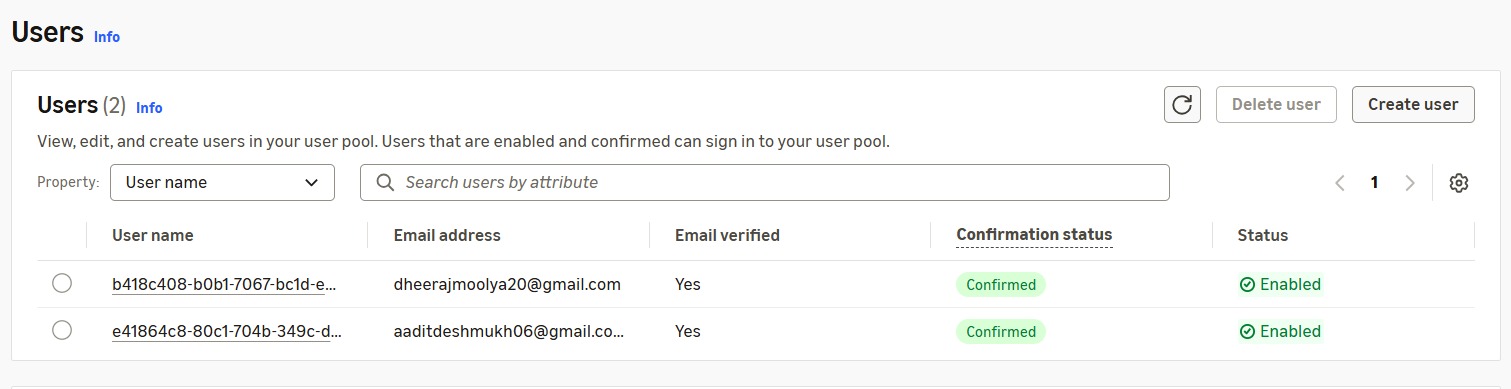 Users Info
Users (2) Info
Delete user
Create user
View, edit, and create users in your user pool. Users that are enabled and confirmed can sign in to your user pool.
Property: User name
Search users by attribute
1
User name Email address Email verified Confirmation status Status
b418c408-b0b1-7067-bc1d-e... dheerajmoolya20@gmail.com Yes Confirmed Enabled
e41864c8-80c1-704b-349c-d... aaditdeshmukh06@gmail.co... Yes Confirmed Enabled